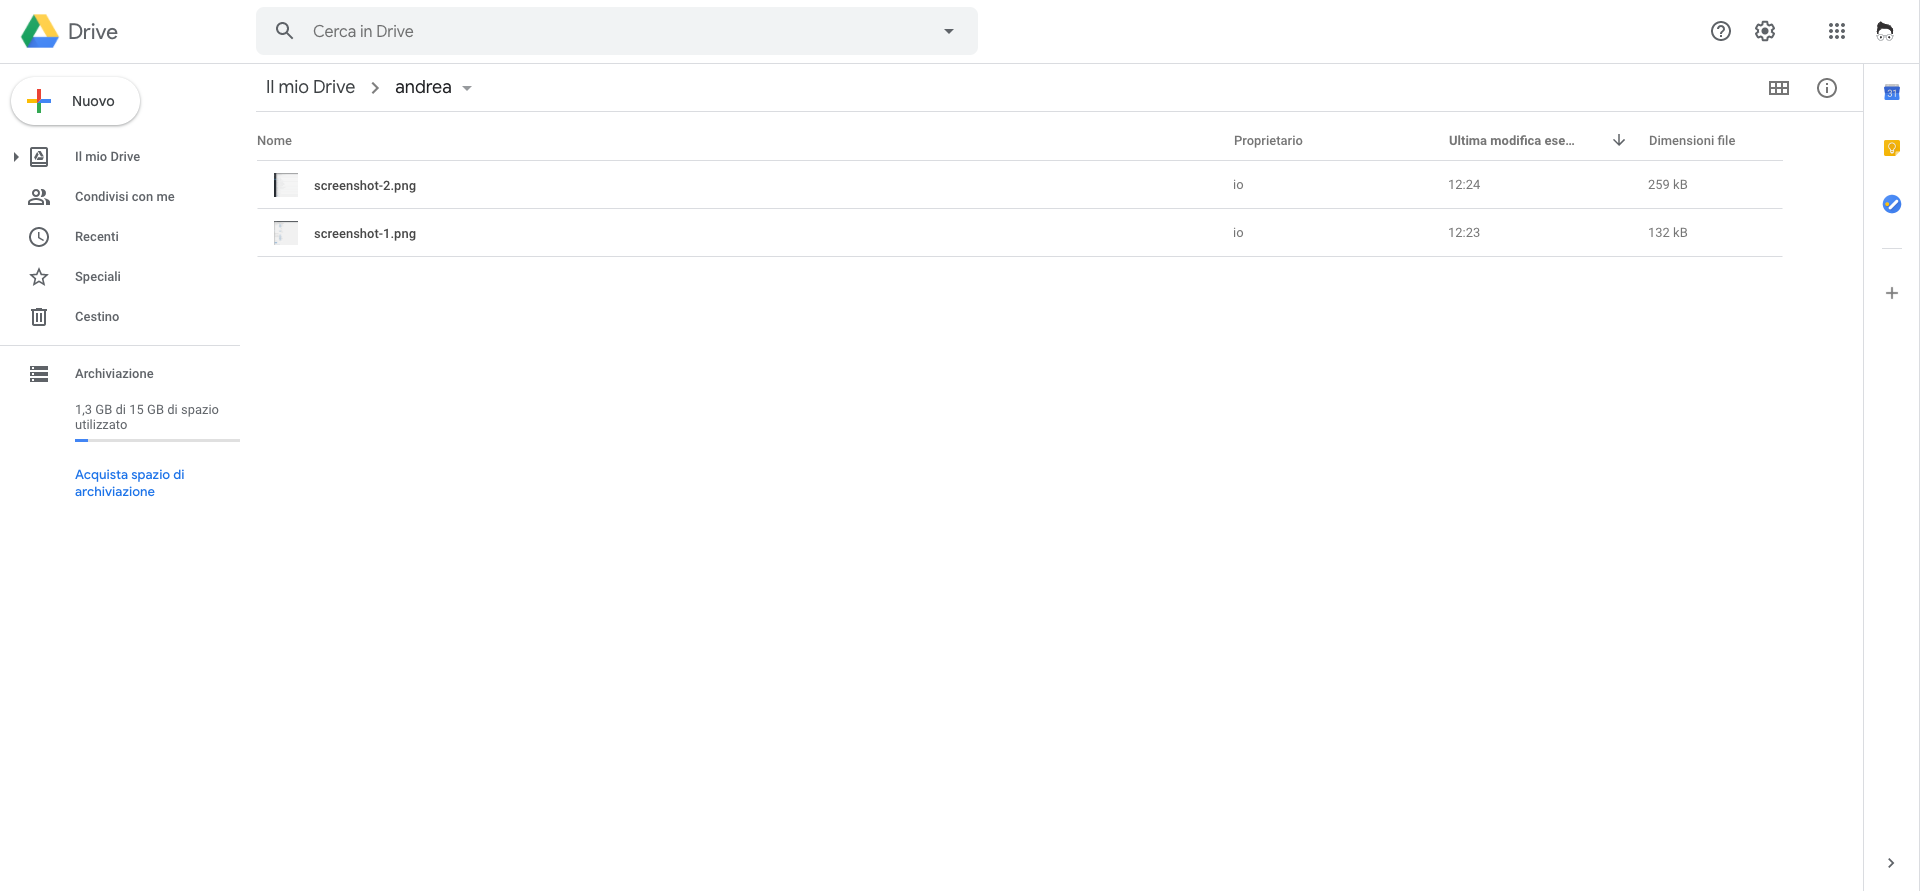 Drive
Cerca in Drive
Nuovo
Il mio Drive
Condivisi con me
Recenti
Speciali
Cestino
Archiviazione
1,3 GB di 15 GB di spazio
utilizzato
Acquista spazio di
archiviazione
Il mio Drive > andrea
Nome Proprietario Ultima modifica ese... Dimensioni file
screenshot-2.png io 12:24 259 kB
screenshot-1.png io 12:23 132 kB
31